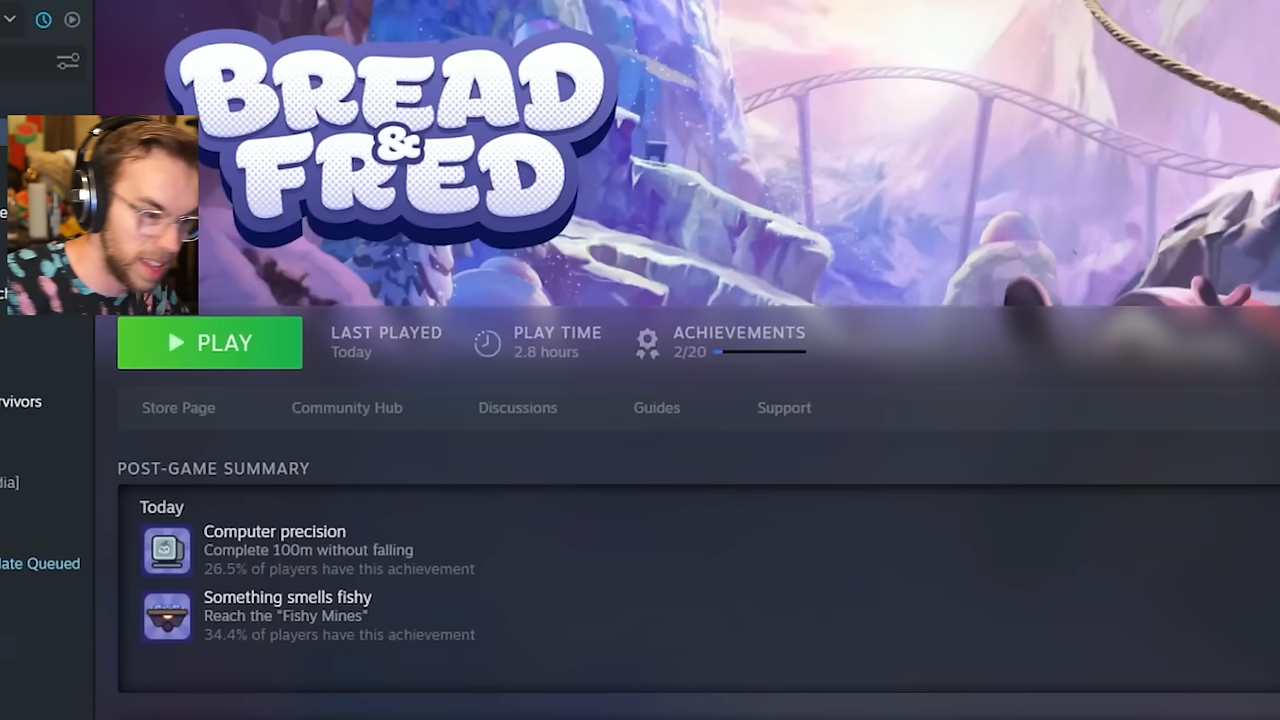 BREAD
&
FRED
PLAY
LAST PLAYED
Today
PLAY TIME
2.8 hours
ACHIEVEMENTS
2/20
Store Page
Community Hub
Discussions
Guides
Support
rvivors
dia]
late Queued
POST-GAME SUMMARY
Today
Computer precision
Complete 100m without falling
26.5% of players have this achievement
Something smells fishy
Reach the "Fishy Mines"
34.4% of players have this achievement